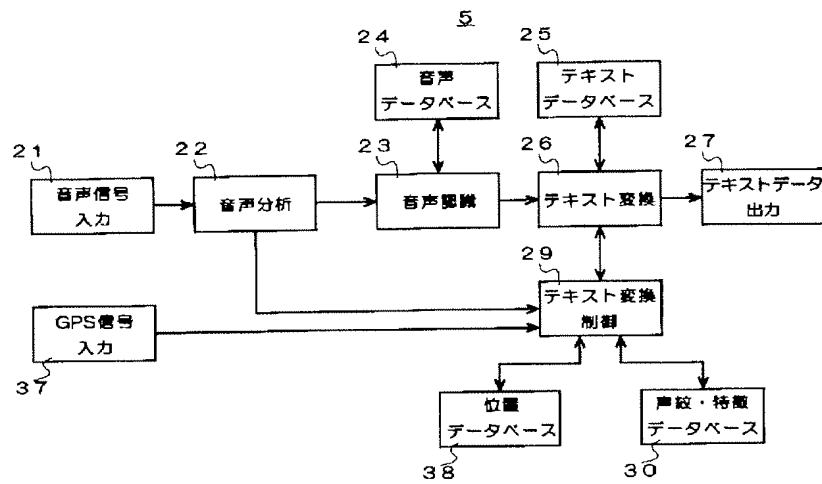 5
24
音声
データベース
25
テキスト
データベース
21
音声信号
入力
22
音声分析
23
音声認識
26
テキスト変換
27
テキストデータ
出力
29
テキスト変換
制御
GPS信号
入力
37
位置
データベース
38
声紋・特徴
データベース
30